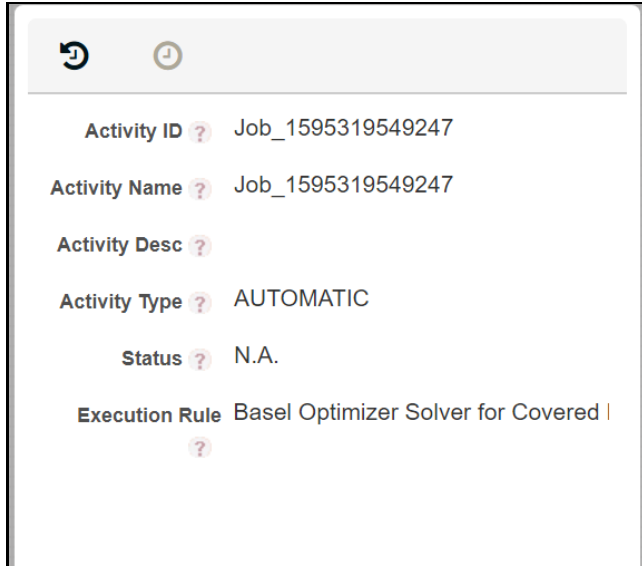 Activity ID ? Job_1595319549247
Activity Name ? Job_1595319549247
Activity Desc ?
Activity Type ? AUTOMATIC
Status ? N.A.
Execution Rule Basel Optimizer Solver for Covered
?